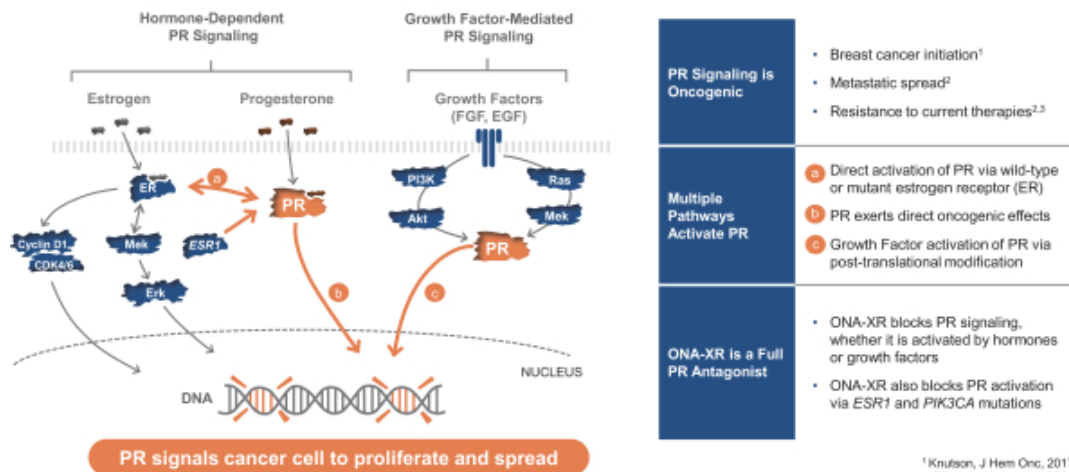 Hormone-Dependent
PR Signaling
Growth Factor-Mediated
PR Signaling
Estrogen
Progesterone
Growth Factors
(FGF, EGF)
ER
a
PR
PI3K
Ras
Akt
Mek
Cyclin D1,
CDK4/6
Mek
ESR1
PR
Erk
b
c
NUCLEUS
DNA
PR signals cancer cell to proliferate and spread
PR Signaling is
Oncogenic
• Breast cancer initiation¹
• Metastatic spread²
• Resistance to current therapies²,³
Multiple
Pathways
Activate PR
a Direct activation of PR via wild-type
or mutant estrogen receptor (ER)
b PR exerts direct oncogenic effects
c Growth Factor activation of PR via
post-translational modification
ONA-XR is a Full
PR Antagonist
• ONA-XR blocks PR signaling,
whether it is activated by hormones
or growth factors
• ONA-XR also blocks PR activation
via ESR1 and PIK3CA mutations
¹ Knutson, J Hem Onc, 201